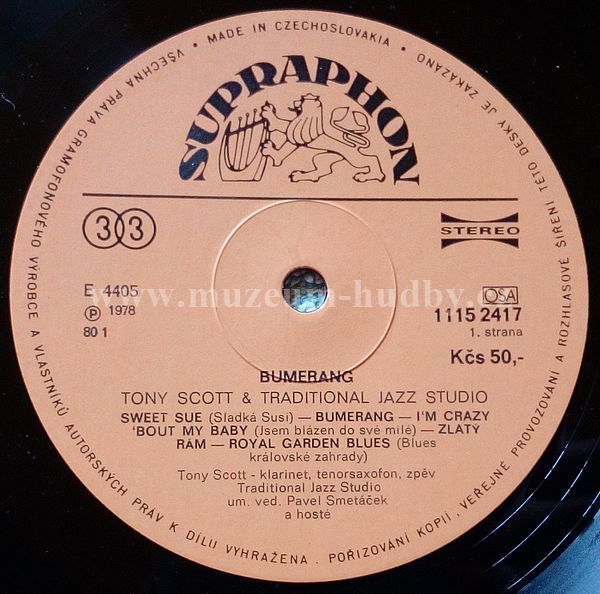 VŠECHNA PRÁVA GRAMOFONOVÉHO VÝROBCE A VLASTNÍKŮ AUTORSKÝCH PRÁV K DÍLU VYHRAŽENA. POŘIZOVÁNÍ KOPIÍ, VEŘEJNÉ PROVOZOVÁNÍ A ROZHLASOVÉ ŠÍŘENÍ TÉTO DESKY JE ZAKÁZÁNO • MADE IN CZECHOSLOVAKIA •
SUPRAPHON
33
STEREO
E 4405
Ⓟ 1978
80 1
www.muzeum-hudby.cz
OSA
1115 2417
1. strana
Kčs 50,-
BUMERANG
TONY SCOTT & TRADITIONAL JAZZ STUDIO
SWEET SUE (Sladká Susi) — BUMERANG — I'M CRAZY
'BOUT MY BABY (Jsem blázen do své milé) — ZLATÝ
RÁM — ROYAL GARDEN BLUES (Blues
královské zahrady)
Tony Scott - klarinet, tenorsaxofon, zpěv
Traditional Jazz Studio
um. ved. Pavel Smetáček
a hosté